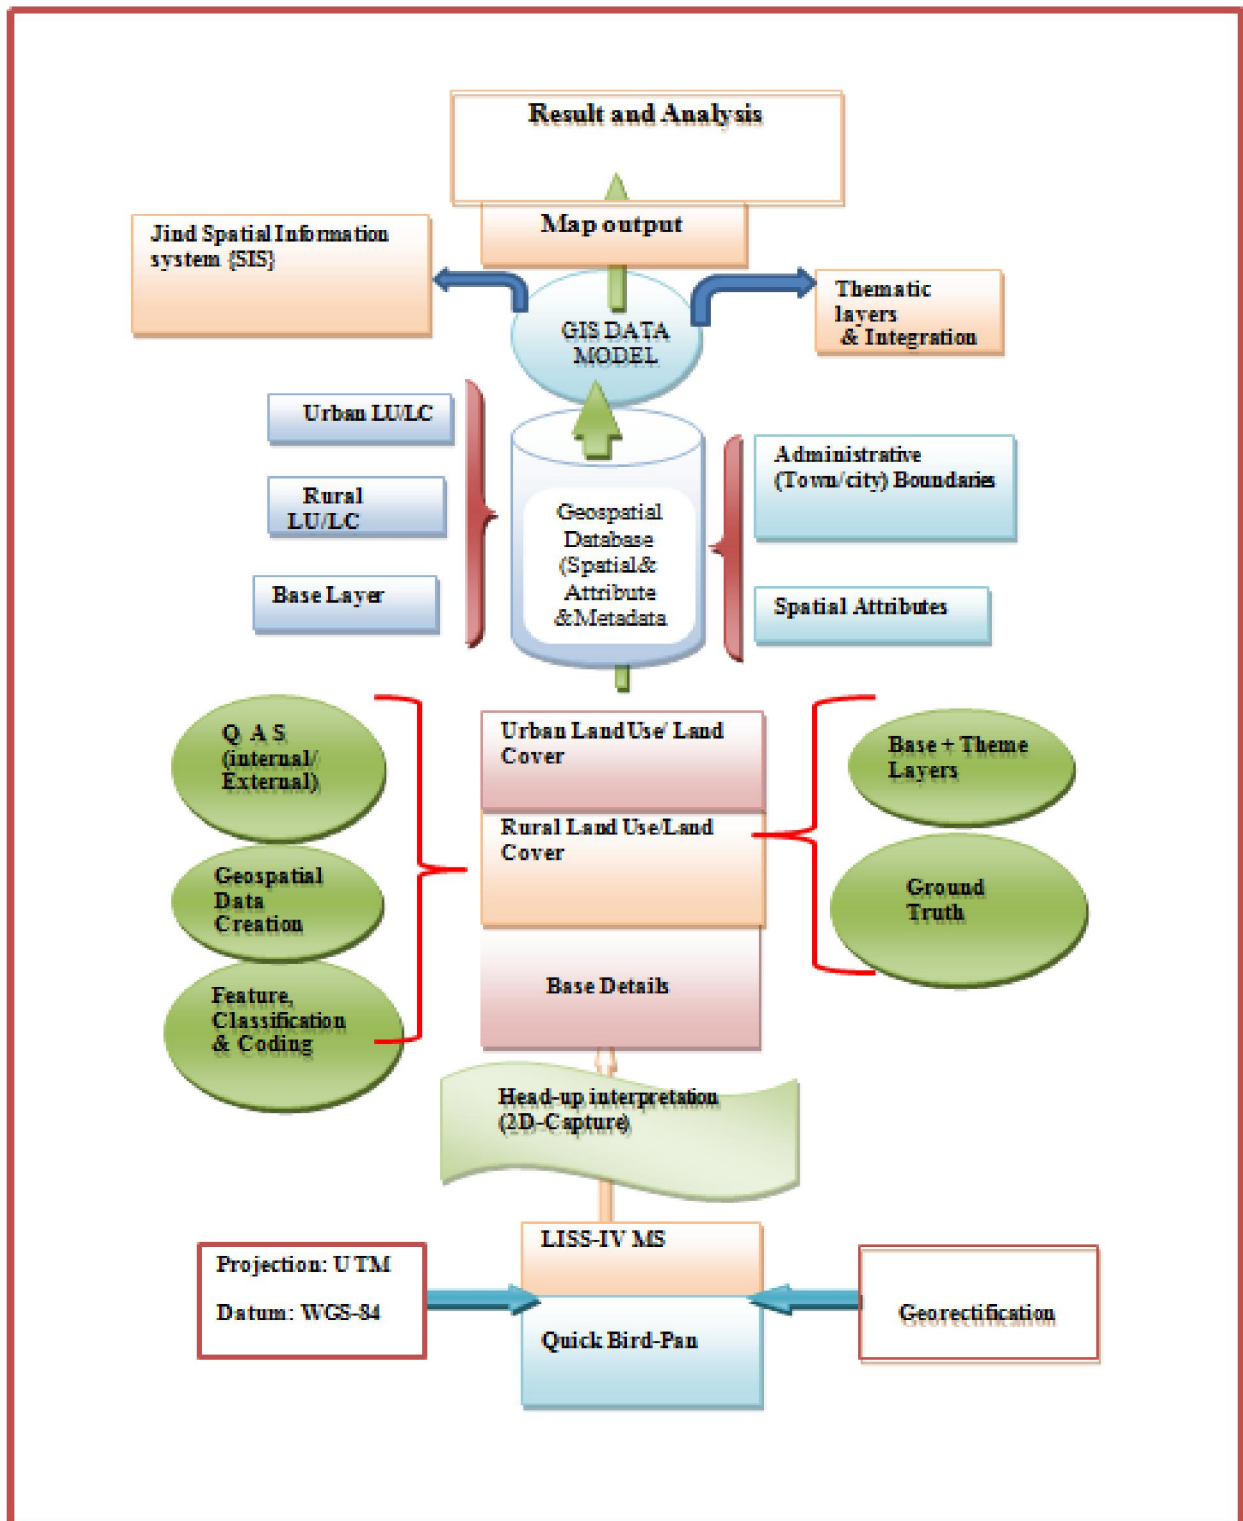 Result and Analysis
Map output
Jind Spatial Information
system {SIS}
Thematic
layers
& Integration
GIS DATA
MODEL
Urban LU/LC
Rural
LU/LC
Base Layer
Geospatial
Database
(Spatial&
Attribute
&Metadata
Administrative
(Town/city) Boundaries
Spatial Attributes
Q A S
(internal/
External)
Geospatial
Data
Creation
Feature,
Classification
& Coding
Urban Land Use/ Land
Cover
Rural Land Use/Land
Cover
Base Details
Base + Theme
Layers
Ground
Truth
Head-up interpretation
(2D-Capture)
LISS-IV MS
Quick Bird-Pan
Projection: UTM
Datum: WGS-84
Georectification